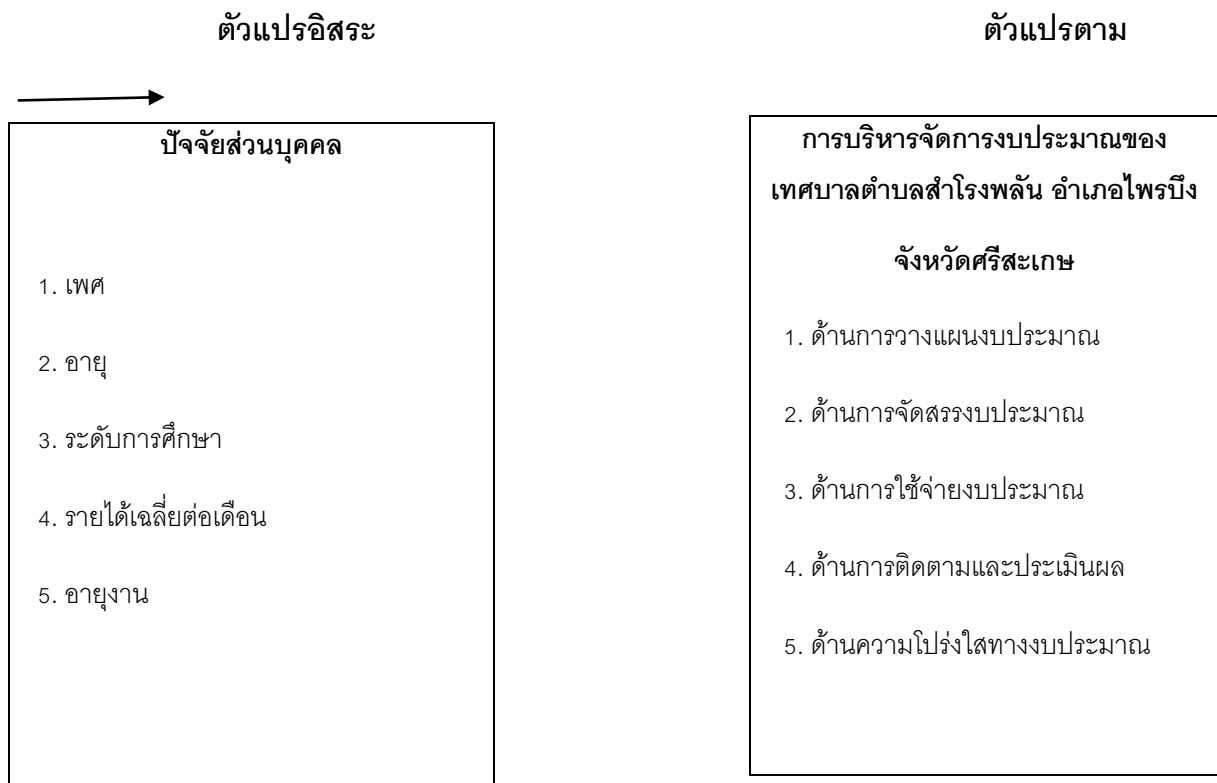 ตัวแปรอิสระ
ตัวแปรตาม
ปัจจัยส่วนบุคคล
1. เพศ
2. อายุ
3. ระดับการศึกษา
4. รายได้เฉลี่ยต่อเดือน
5. อายุงาน
การบริหารจัดการงบประมาณของ
เทศบาลตำบลสำโรงพลัน อำเภอไพรบึง
จังหวัดศรีสะเกษ
1. ด้านการวางแผนงบประมาณ
2. ด้านการจัดสรรงบประมาณ
3. ด้านการใช้จ่ายงบประมาณ
4. ด้านการติดตามและประเมินผล
5. ด้านความโปร่งใสทางงบประมาณ